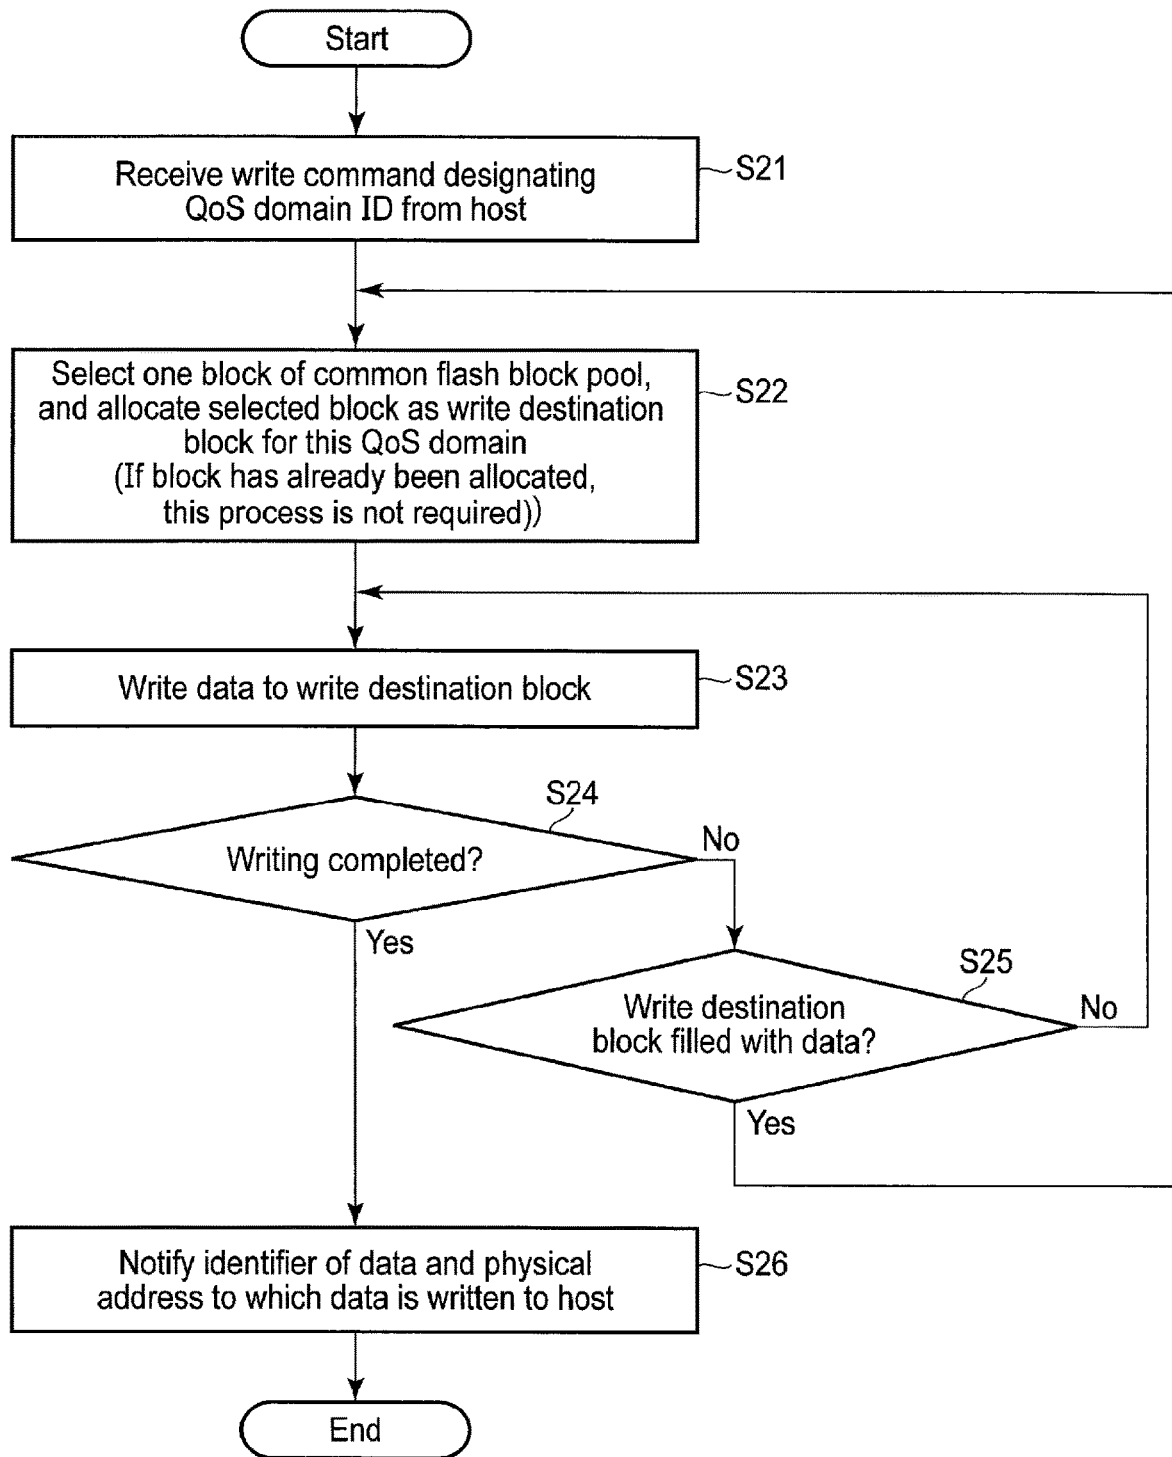 Start
Receive write command designating
QoS domain ID from host
S21
Select one block of common flash block pool,
and allocate selected block as write destination
block for this QoS domain
(If block has already been allocated,
this process is not required))
S22
Write data to write destination block
S23
S24
Writing completed?
No
Yes
S25
Write destination
block filled with data?
No
Yes
Notify identifier of data and physical
address to which data is written to host
S26
End